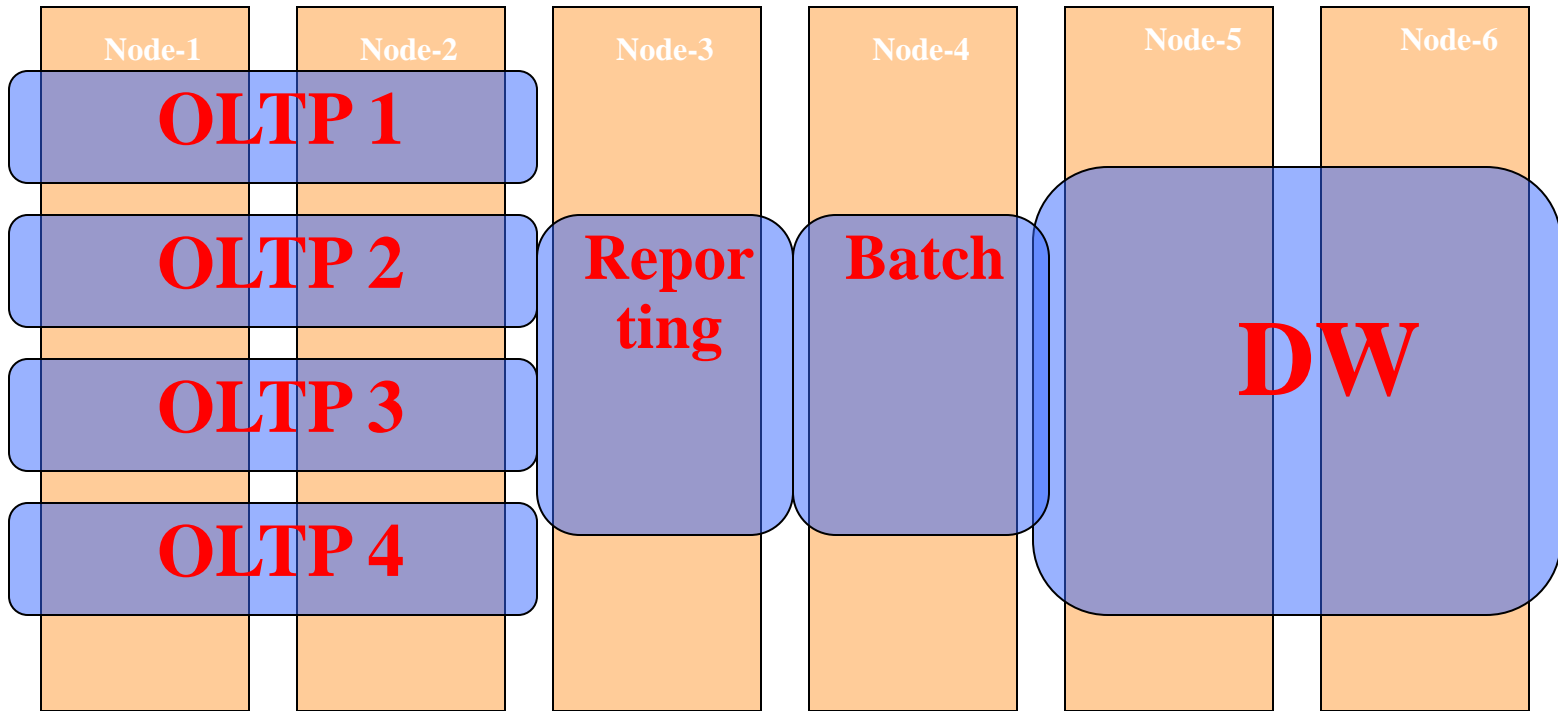 Node-1
Node-2
Node-3
Node-4
Node-5
Node-6
OLTP 1
OLTP 2
OLTP 3
OLTP 4
Repor
ting
Batch
DW